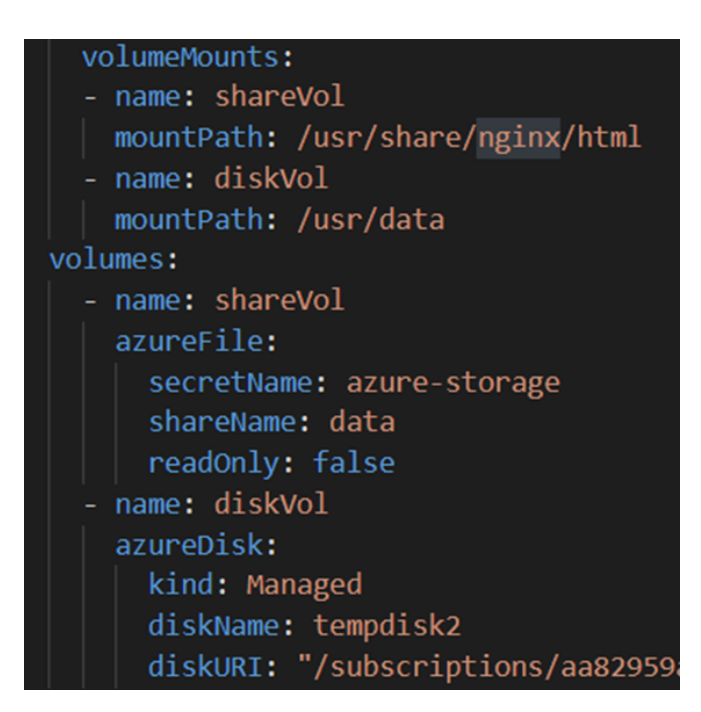 volumeMounts:
- name: shareVol
mountPath: /usr/share/nginx/html
- name: diskVol
mountPath: /usr/data
volumes:
- name: shareVol
azureFile:
secretName: azure-storage
shareName: data
readOnly: false
- name: diskVol
azureDisk:
kind: Managed
diskName: tempdisk2
diskURI: "/subscriptions/aa82959